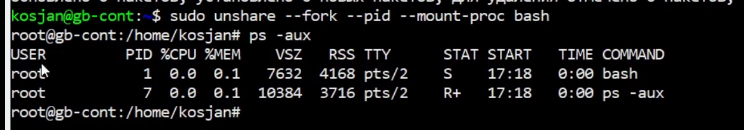 kosjan@gb-cont:~$ sudo unshare --fork --pid --mount-proc bash
root@gb-cont:/home/kosjan# ps -aux
USER PID %CPU %MEM VSZ RSS TTY STAT START TIME COMMAND
root 1 0.0 0.1 7632 4168 pts/2 S 17:18 0:00 bash
root 7 0.0 0.1 10384 3716 pts/2 R+ 17:18 0:00 ps -aux
root@gb-cont:/home/kosjan#